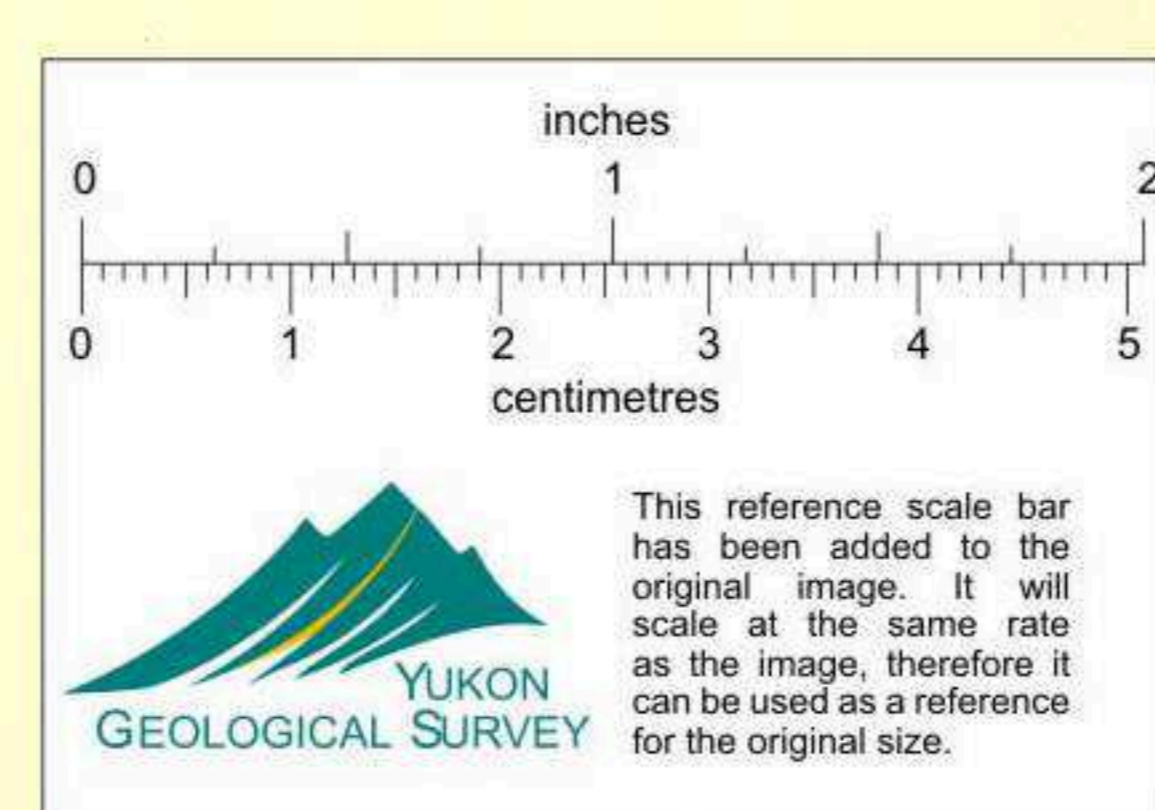 inches
0 1 2
0 1 2 3 4 5
centimetres
This reference scale bar
has been added to the
original image. It will
scale at the same rate
as the image, therefore it
can be used as a reference
for the original size.
YUKON
GEOLOGICAL SURVEY